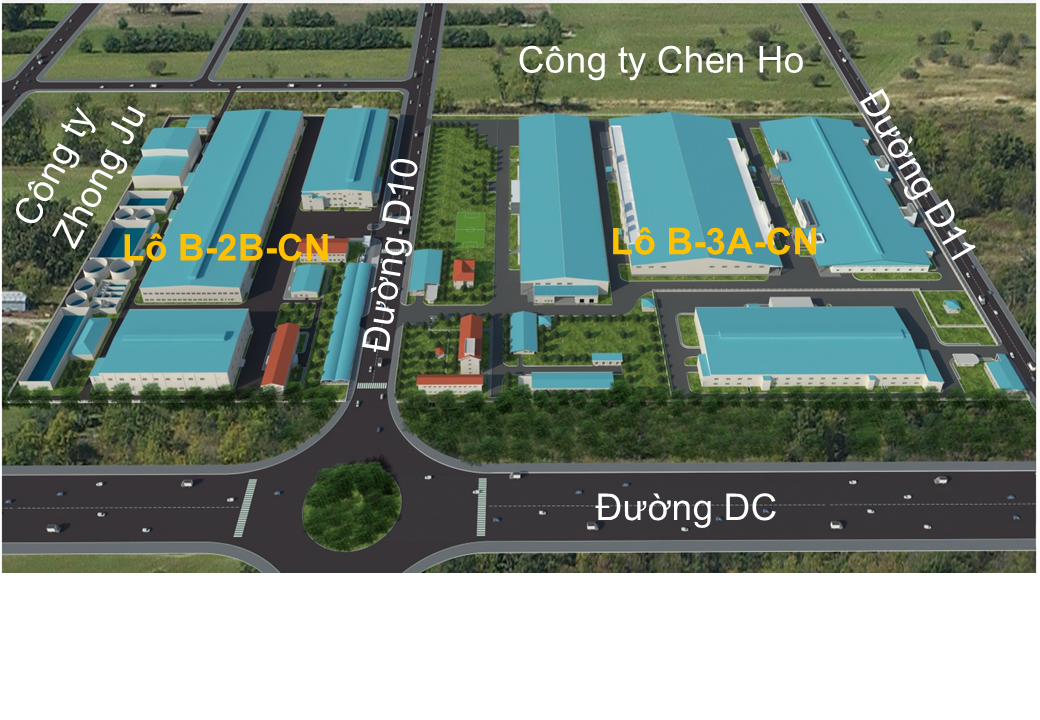 Công ty Chen Ho
Công ty
Zhong Ju
Đường D10
Đường D11
Lô B-2B-CN
Lô B-3A-CN
Đường DC